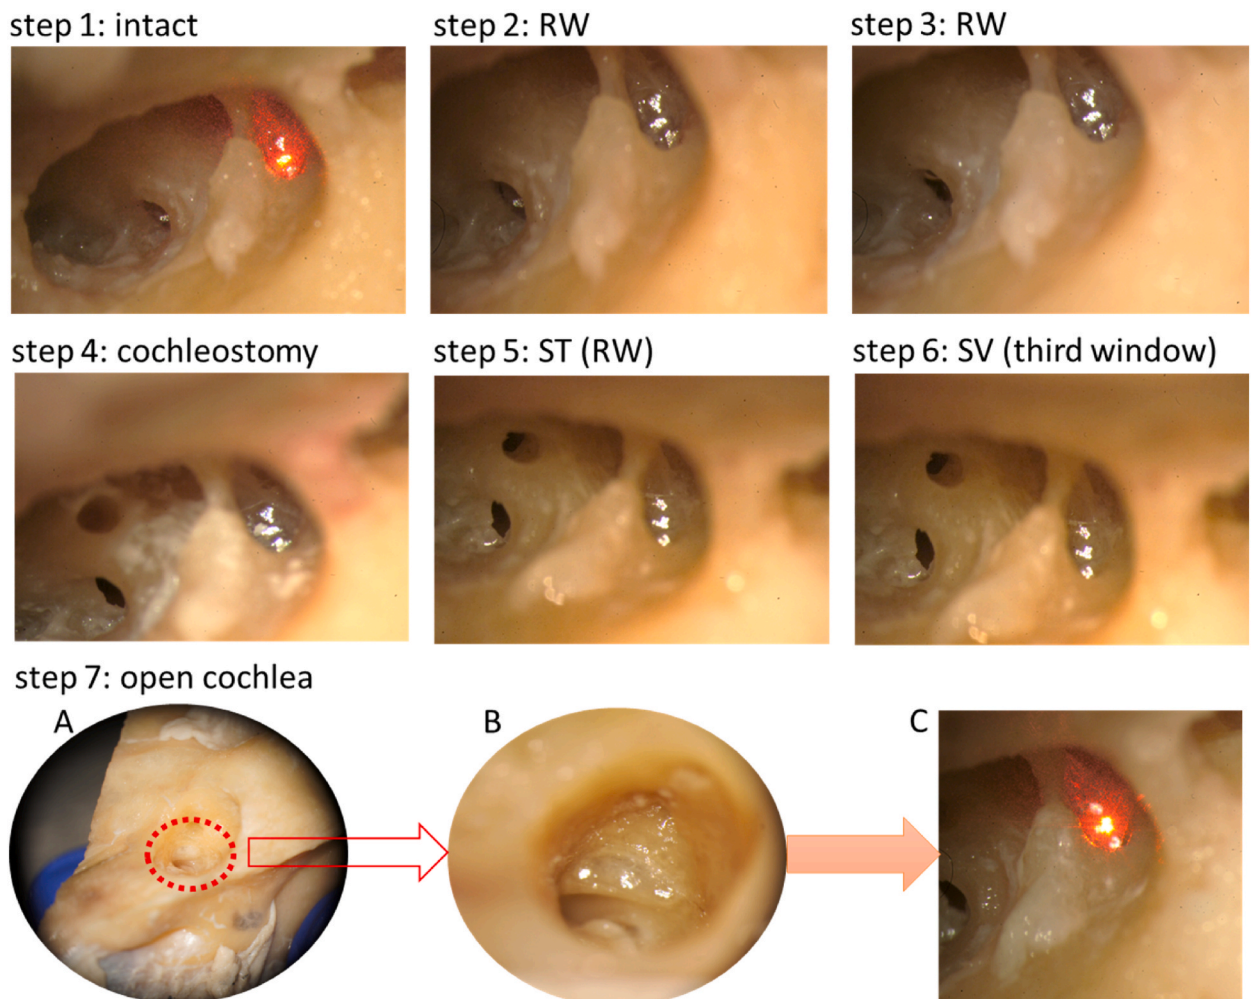 step 1: intact
step 2: RW
step 3: RW
step 4: cochleostomy
step 5: ST (RW)
step 6: SV (third window)
step 7: open cochlea
A
B
C